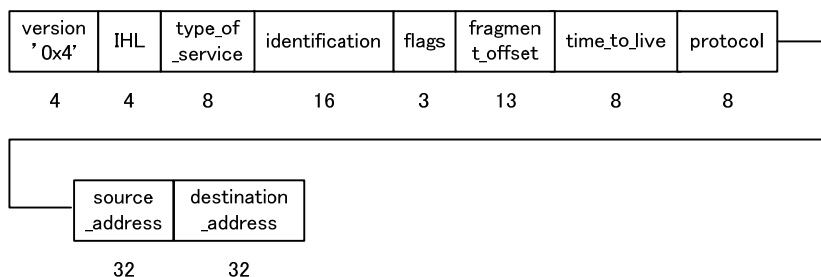 version
'0x4'
IHL
type_of
_service
identification
flags
fragmen
t_offset
time_to_live
protocol
4
4
8
16
3
13
8
8
source
_address
destination
_address
32
32